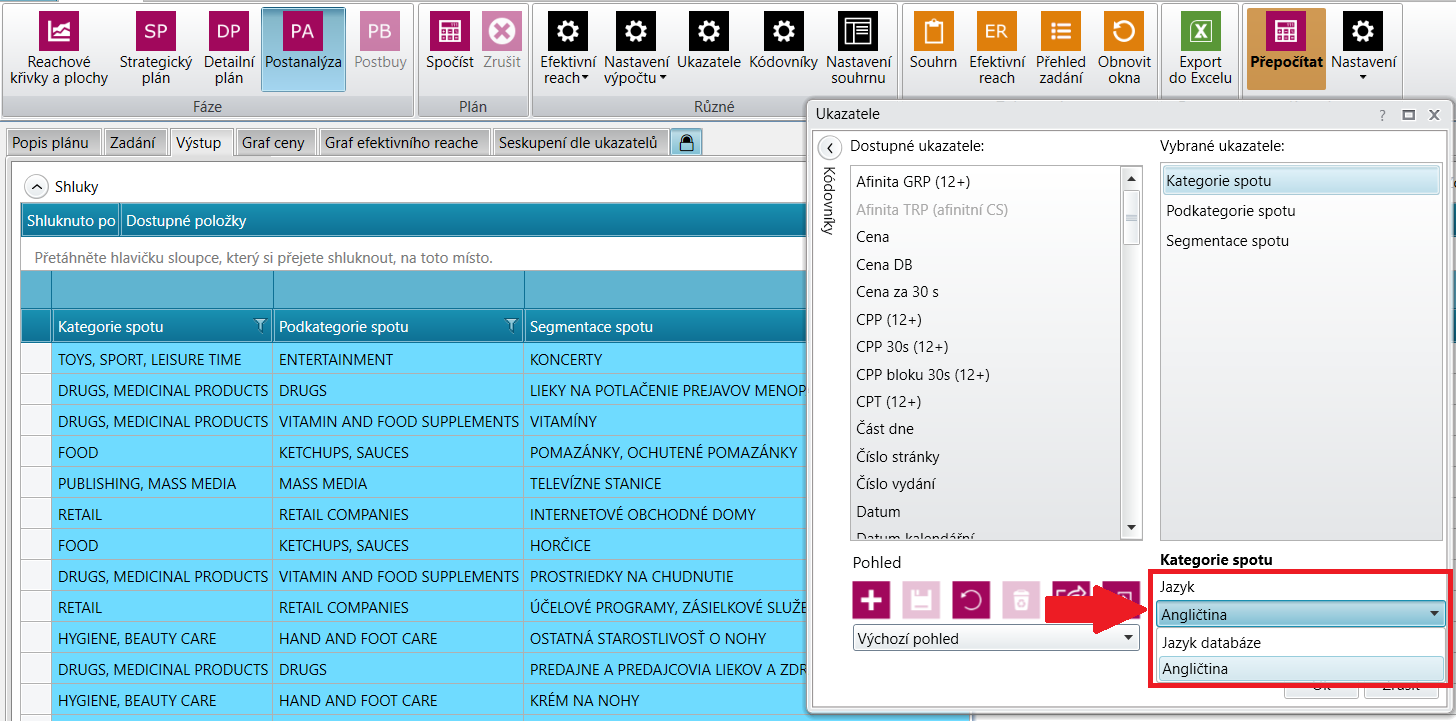 SP
DP
PA
PB
ER
Reachové křivky a plochy
Strategický plán
Detailní plán
Postanalýza
Postbuy
Spočíst
Zrušit
Efektivní reach
Nastavení výpočtu
Ukazatele
Kódovníky
Nastavení souhrnu
Souhrn
Efektivní reach
Přehled zadání
Obnovit okna
Export do Excelu
Přepočítat
Nastavení
Fáze
Plán
Různé
Popis plánu
Zadání
Výstup
Graf ceny
Graf efektivního reache
Seskupení dle ukazatelů
Shluky
Shluknuto po
Dostupné položky
Přetáhněte hlavičku sloupce, který si přejete shluknout, na toto místo.
Kategorie spotu Podkategorie spotu Segmentace spotu
TOYS, SPORT, LEISURE TIME ENTERTAINMENT KONCERTY
DRUGS, MEDICINAL PRODUCTS DRUGS LIEKY NA POTLAČENIE PREJAVOV MENOP
DRUGS, MEDICINAL PRODUCTS VITAMIN AND FOOD SUPPLEMENTS VITAMÍNY
FOOD KETCHUPS, SAUCES POMAZÁNKY, OCHUTENÉ POMAZÁNKY
PUBLISHING, MASS MEDIA MASS MEDIA TELEVÍZNE STANICE
RETAIL RETAIL COMPANIES INTERNETOVÉ OBCHODNÉ DOMY
FOOD KETCHUPS, SAUCES HORČICE
DRUGS, MEDICINAL PRODUCTS VITAMIN AND FOOD SUPPLEMENTS PROSTRIEDKY NA CHUDNUTIE
RETAIL RETAIL COMPANIES ÚČELOVÉ PROGRAMY, ZÁSIELKOVÉ SLUŽE
HYGIENE, BEAUTY CARE HAND AND FOOT CARE OSTATNÁ STAROSTLIVOSŤ O NOHY
DRUGS, MEDICINAL PRODUCTS DRUGS PREDAJNE A PREDAJCOVIA LIEKOV A ZDR
HYGIENE, BEAUTY CARE HAND AND FOOT CARE KRÉM NA NOHY
Ukazatele
?
Kódovníky
Dostupné ukazatele:
Afinita GRP (12+)
Afinita TRP (afinitní CS)
Cena
Cena DB
Cena za 30 s
CPP (12+)
CPP 30s (12+)
CPP bloku 30s (12+)
CPT (12+)
Část dne
Číslo stránky
Číslo vydání
Datum
Datum kalendářní
Vybrané ukazatele:
Kategorie spotu
Podkategorie spotu
Segmentace spotu
Pohled
Výchozí pohled
Kategorie spotu
Jazyk
Angličtina
Jazyk databáze
Angličtina
Ok
Zrušit